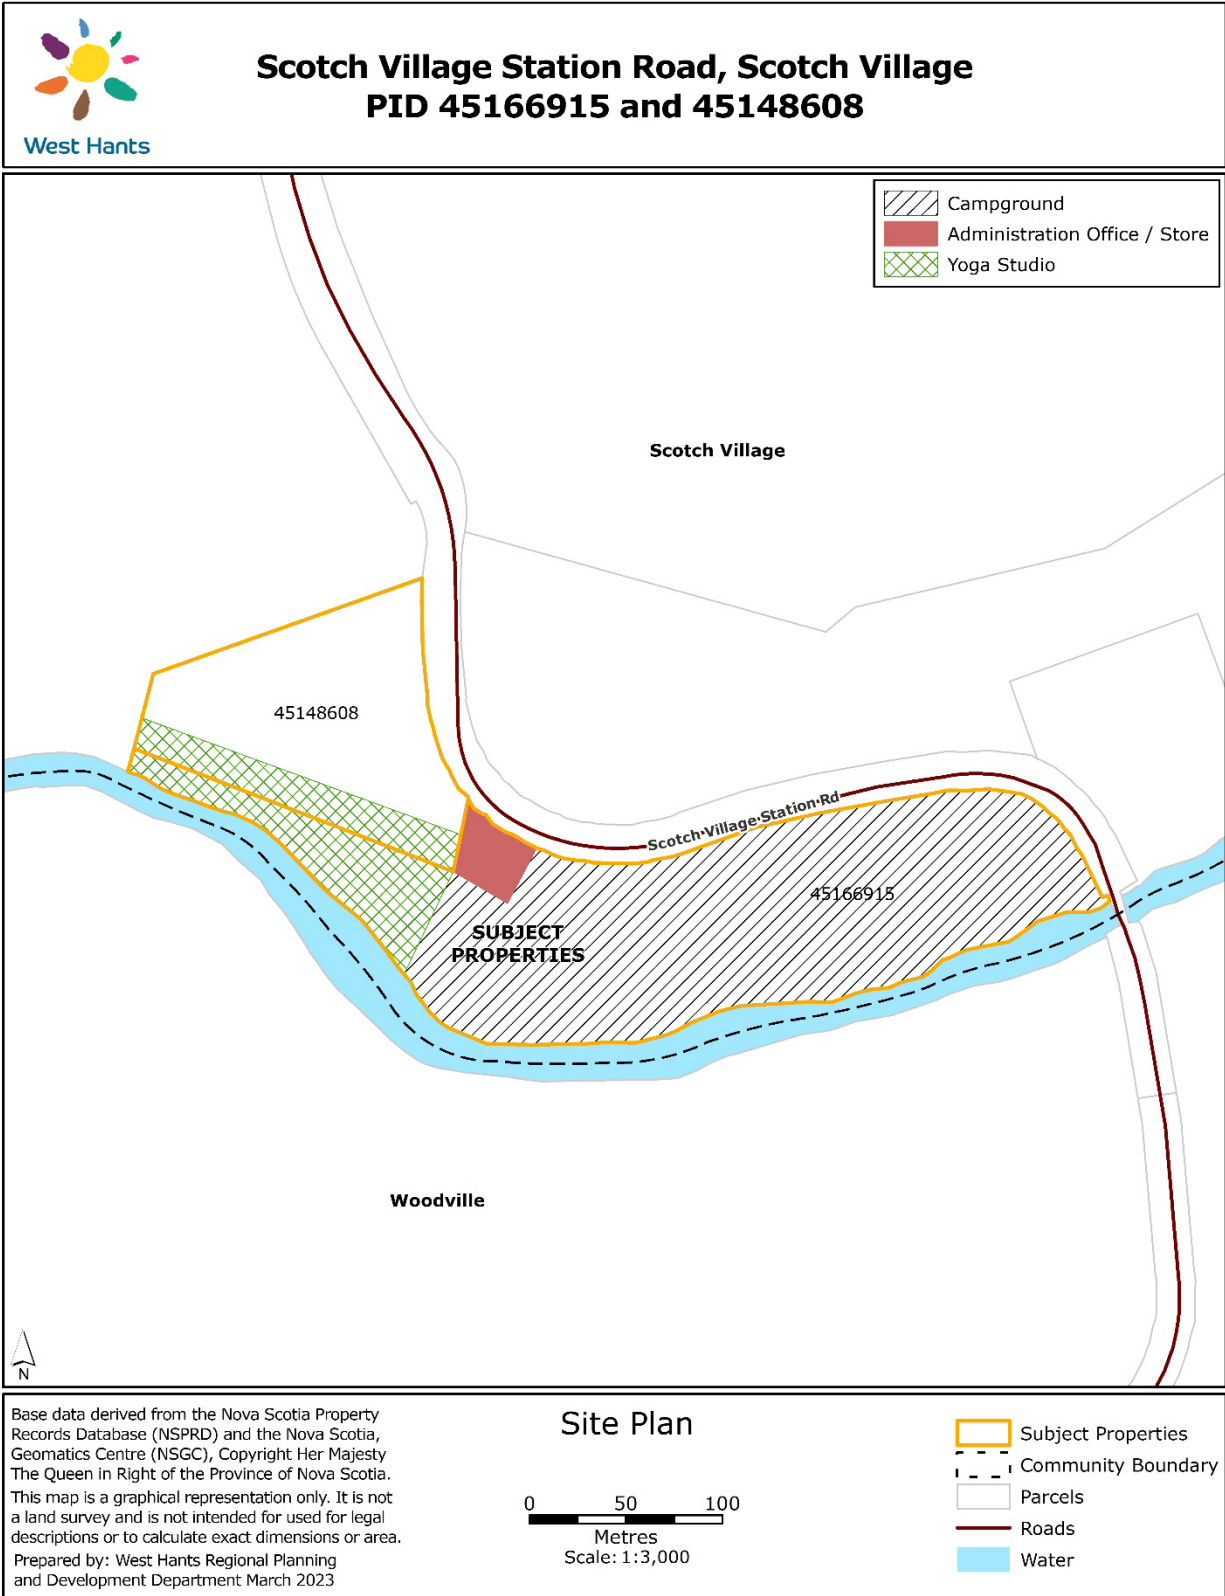 West Hants
Scotch Village Station Road, Scotch Village
PID 45166915 and 45148608
Campground
Administration Office / Store
Yoga Studio
Scotch Village
45148608
Scotch Village Station Rd
45166915
SUBJECT
PROPERTIES
Woodville
N
Base data derived from the Nova Scotia Property
Records Database (NSPRD) and the Nova Scotia,
Geomatics Centre (NSGC), Copyright Her Majesty
The Queen in Right of the Province of Nova Scotia.
This map is a graphical representation only. It is not
a land survey and is not intended for used for legal
descriptions or to calculate exact dimensions or area.
Prepared by: West Hants Regional Planning
and Development Department March 2023
Site Plan
0 50 100
Metres
Scale: 1:3,000
Subject Properties
Community Boundary
Parcels
Roads
Water